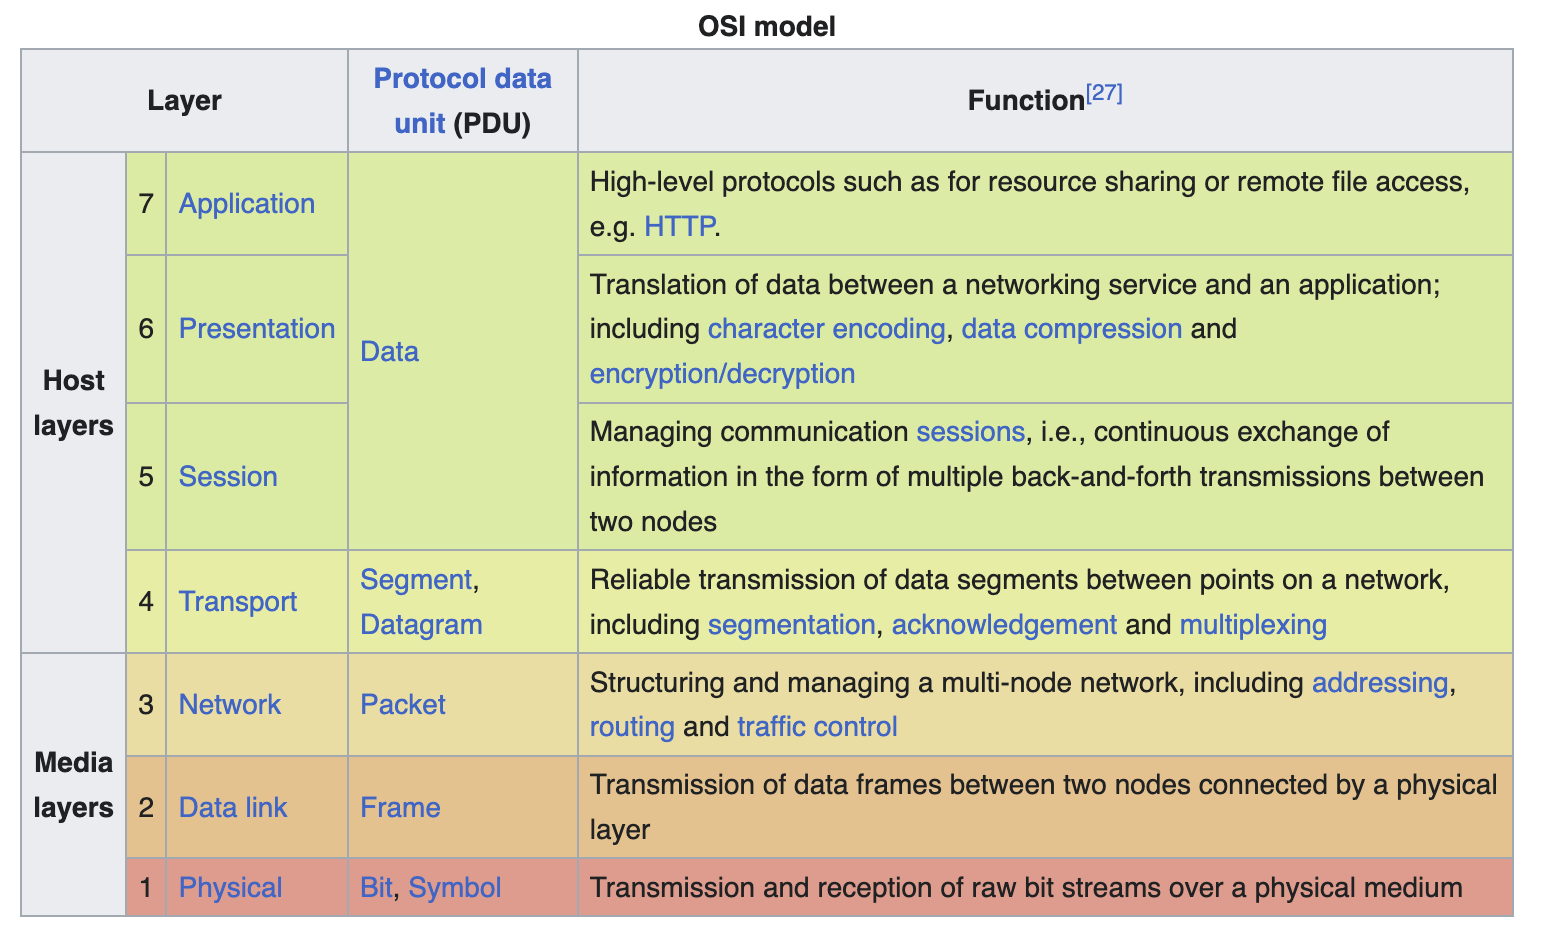 OSI model
Layer
Protocol data
unit (PDU)
Function[27]
Host
layers
7
Application
Data
High-level protocols such as for resource sharing or remote file access,
e.g. HTTP.
6
Presentation
Translation of data between a networking service and an application;
including character encoding, data compression and
encryption/decryption
5
Session
Managing communication sessions, i.e., continuous exchange of
information in the form of multiple back-and-forth transmissions between
two nodes
4
Transport
Segment,
Datagram
Reliable transmission of data segments between points on a network,
including segmentation, acknowledgement and multiplexing
Media
layers
3
Network
Packet
Structuring and managing a multi-node network, including addressing,
routing and traffic control
2
Data link
Frame
Transmission of data frames between two nodes connected by a physical
layer
1
Physical
Bit, Symbol
Transmission and reception of raw bit streams over a physical medium